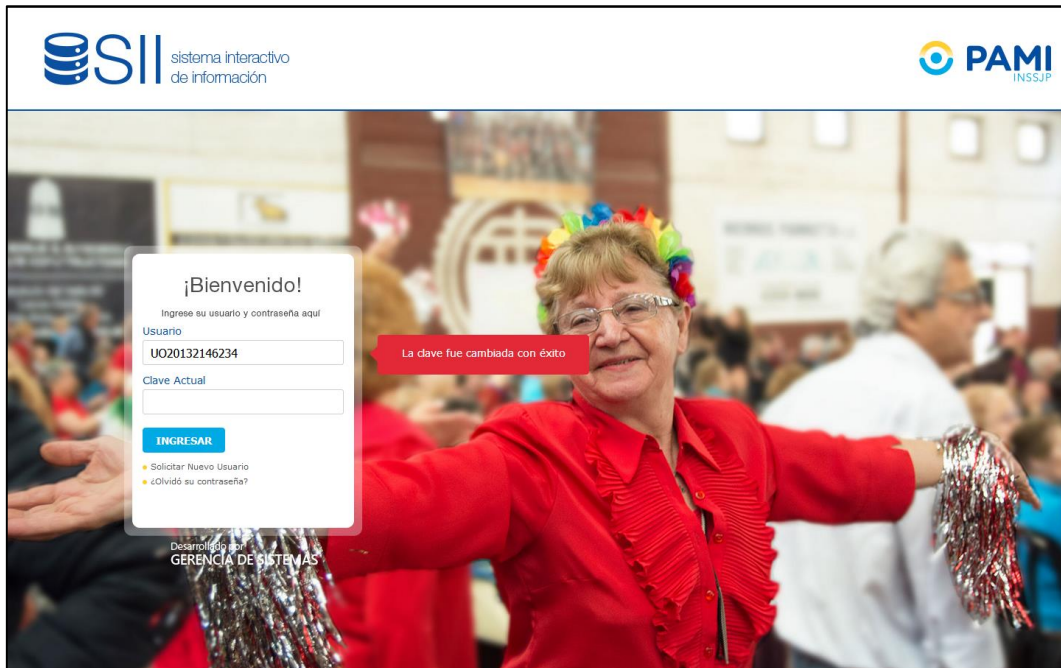 SII sistema interactivo
de información
PAMI
INSSJP
¡Bienvenido!
Ingrese su usuario y contraseña aquí
Usuario
UO20132146234
La clave fue cambiada con éxito
Clave Actual
INGRESAR
Solicitar Nuevo Usuario
¿Olvidó su contraseña?
Desarrollado por
GERENCIA DE SISTEMAS